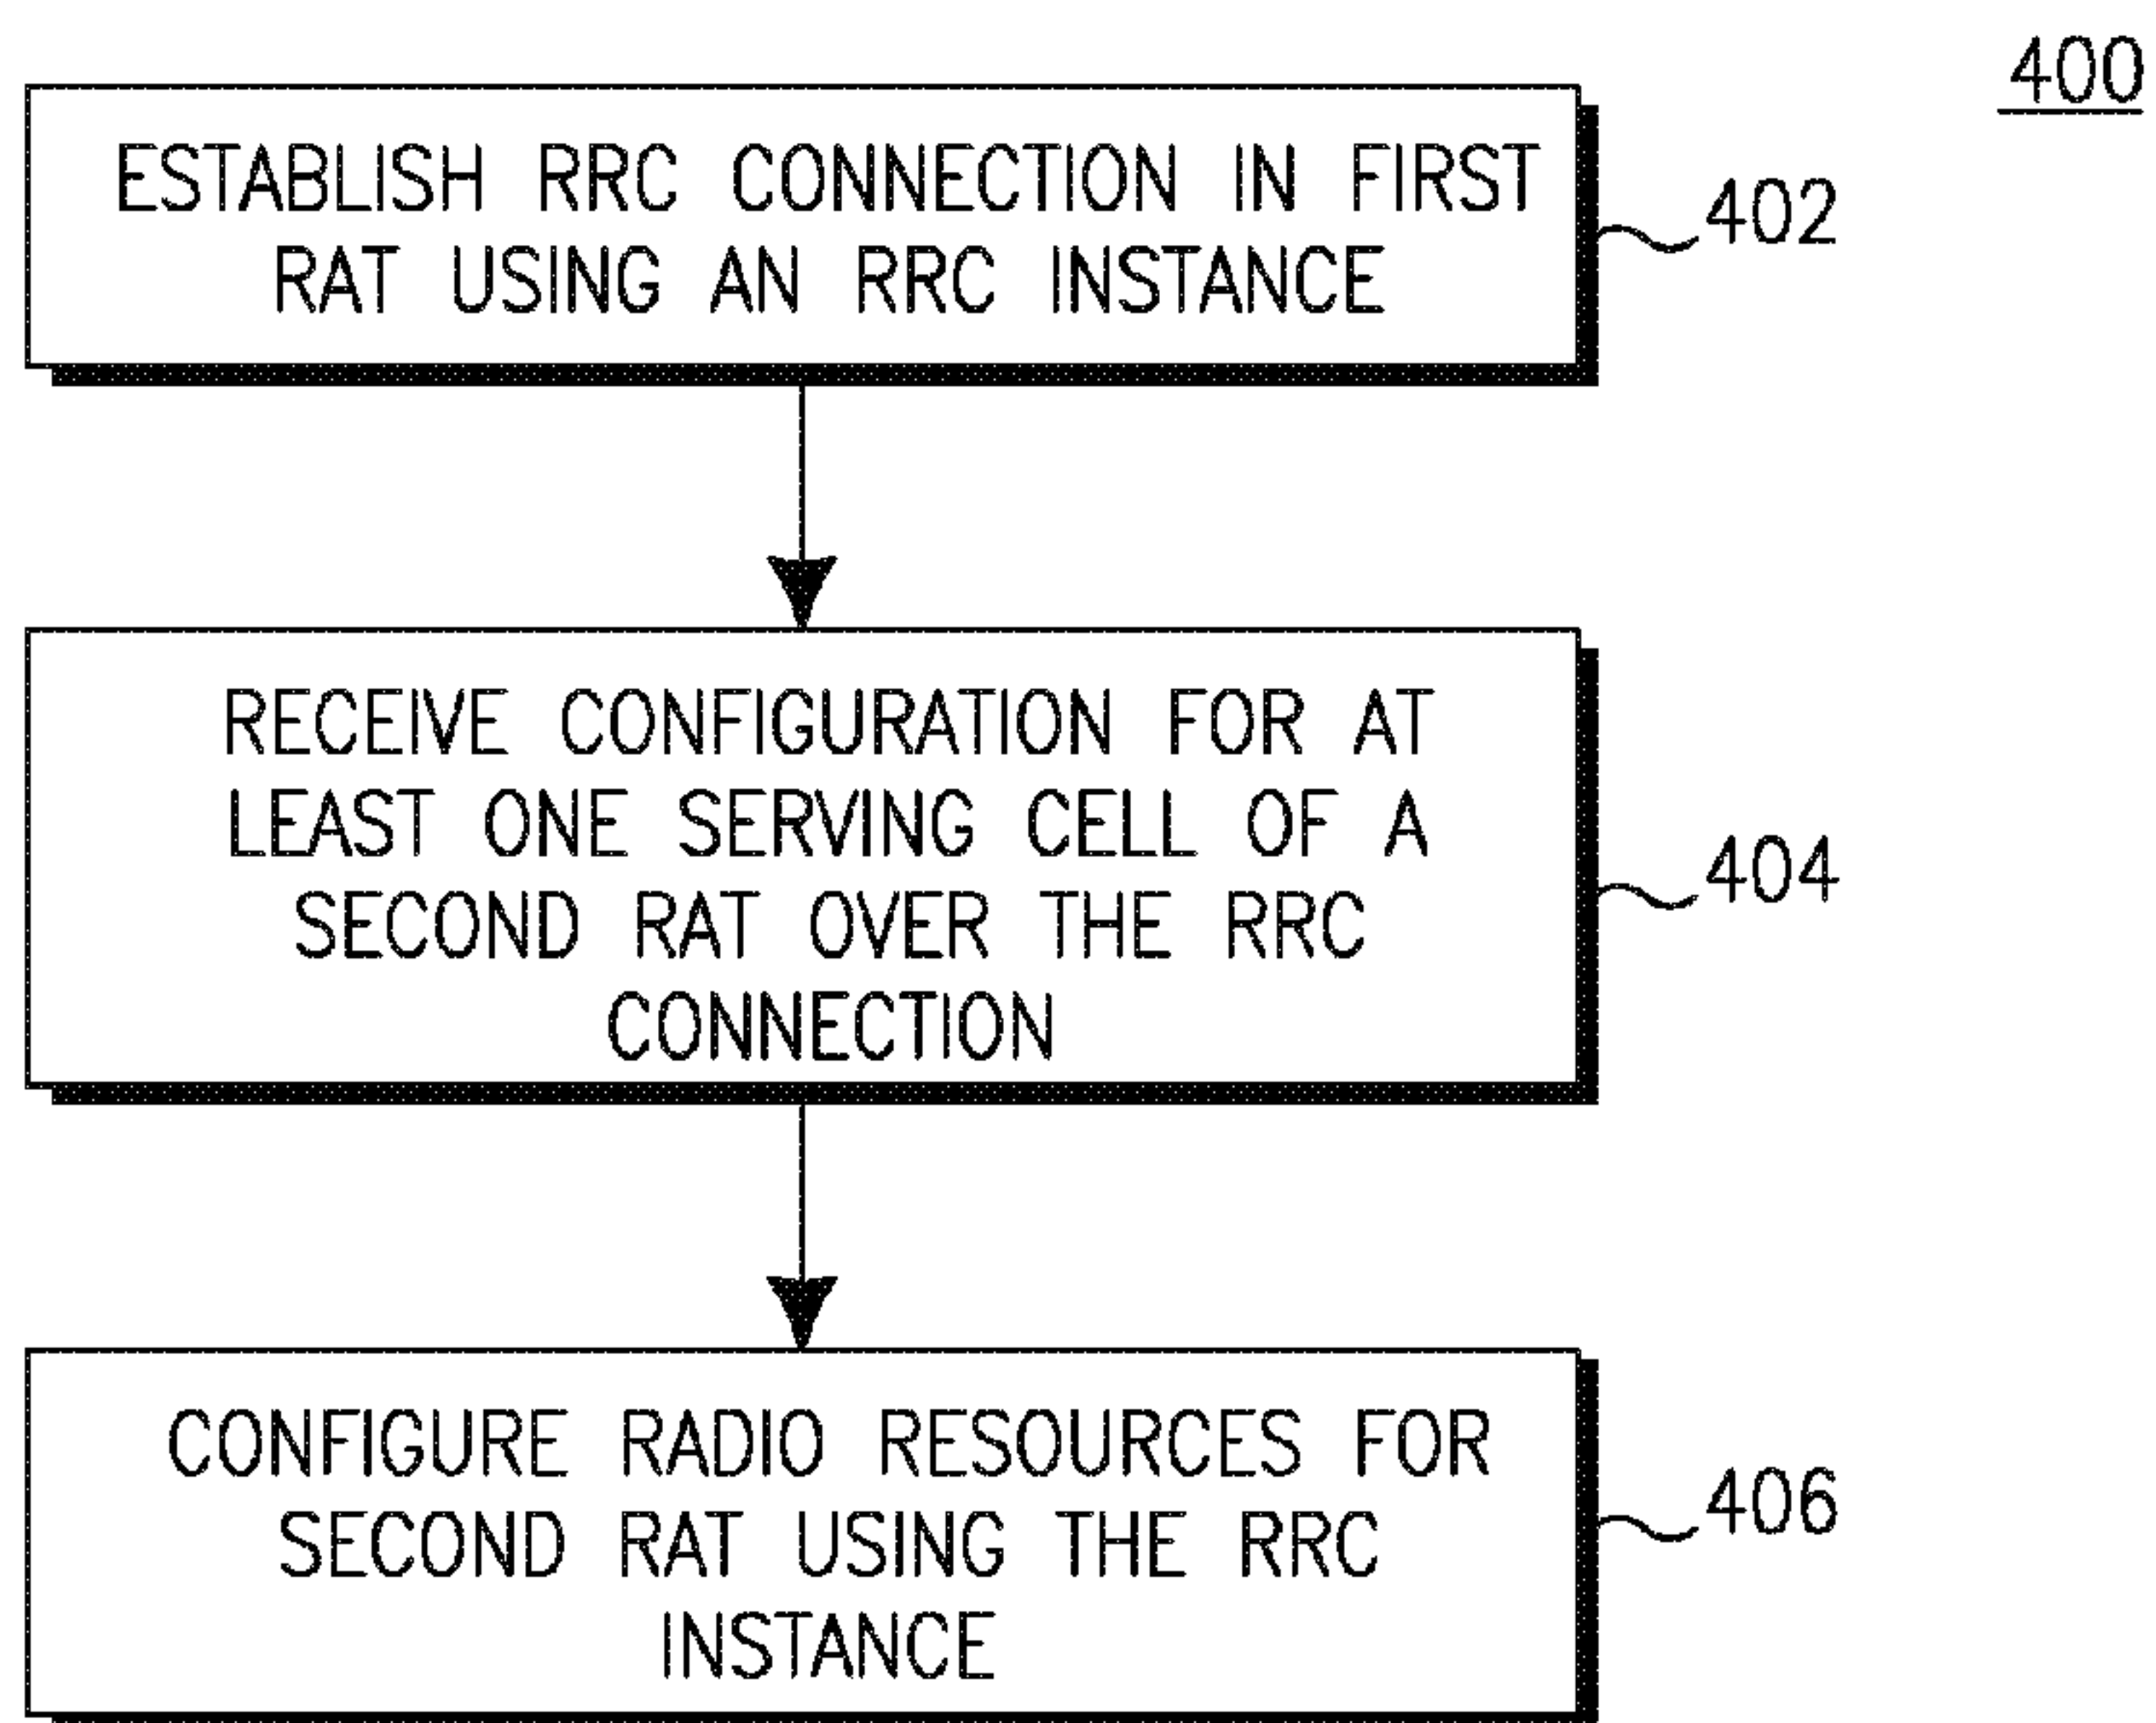 400
ESTABLISH RRC CONNECTION IN FIRST
RAT USING AN RRC INSTANCE
402
RECEIVE CONFIGURATION FOR AT
LEAST ONE SERVING CELL OF A
SECOND RAT OVER THE RRC
CONNECTION
404
CONFIGURE RADIO RESOURCES FOR
SECOND RAT USING THE RRC
INSTANCE
406